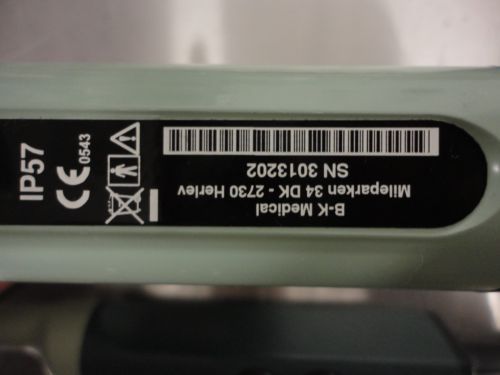 B-K Medical
Mileparken 34 DK - 2730 Herlev
SN 3013202
IP57
CE 0543